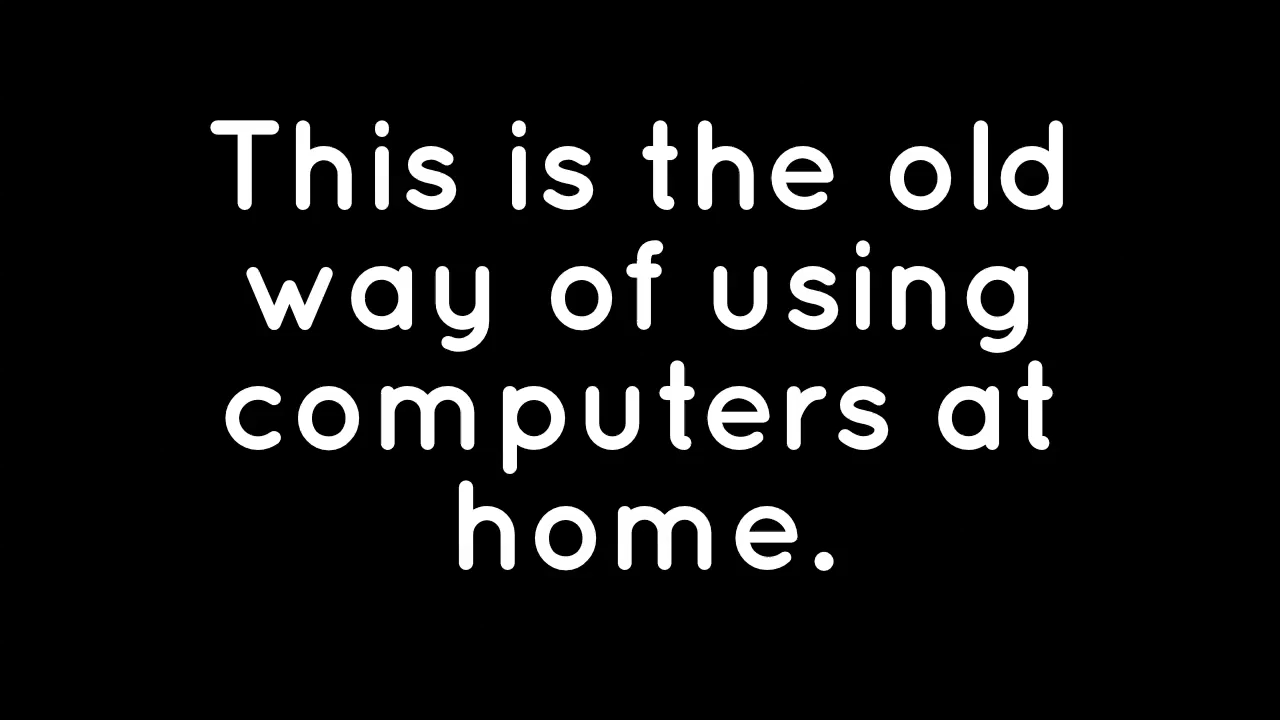 This is the old
way of using
computers at
home.